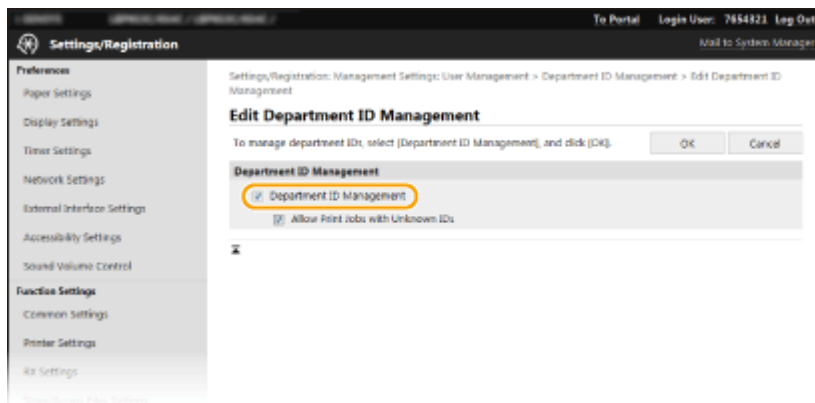 To Portal Login User: 7654321 Log Out
Settings/Registration
Mail to System Manager
Preferences
Paper Settings
Display Settings
Timer Settings
Network Settings
External Interface Settings
Accessibility Settings
Sound Volume Control
Function Settings
Common Settings
Printer Settings
RX Settings
Settings/Registration: Management Settings: User Management > Department ID Management > Edit Department ID
Management
Edit Department ID Management
To manage department IDs, select [Department ID Management], and click [OK].
OK
Cancel
Department ID Management
Department ID Management
Allow Print Jobs with Unknown IDs